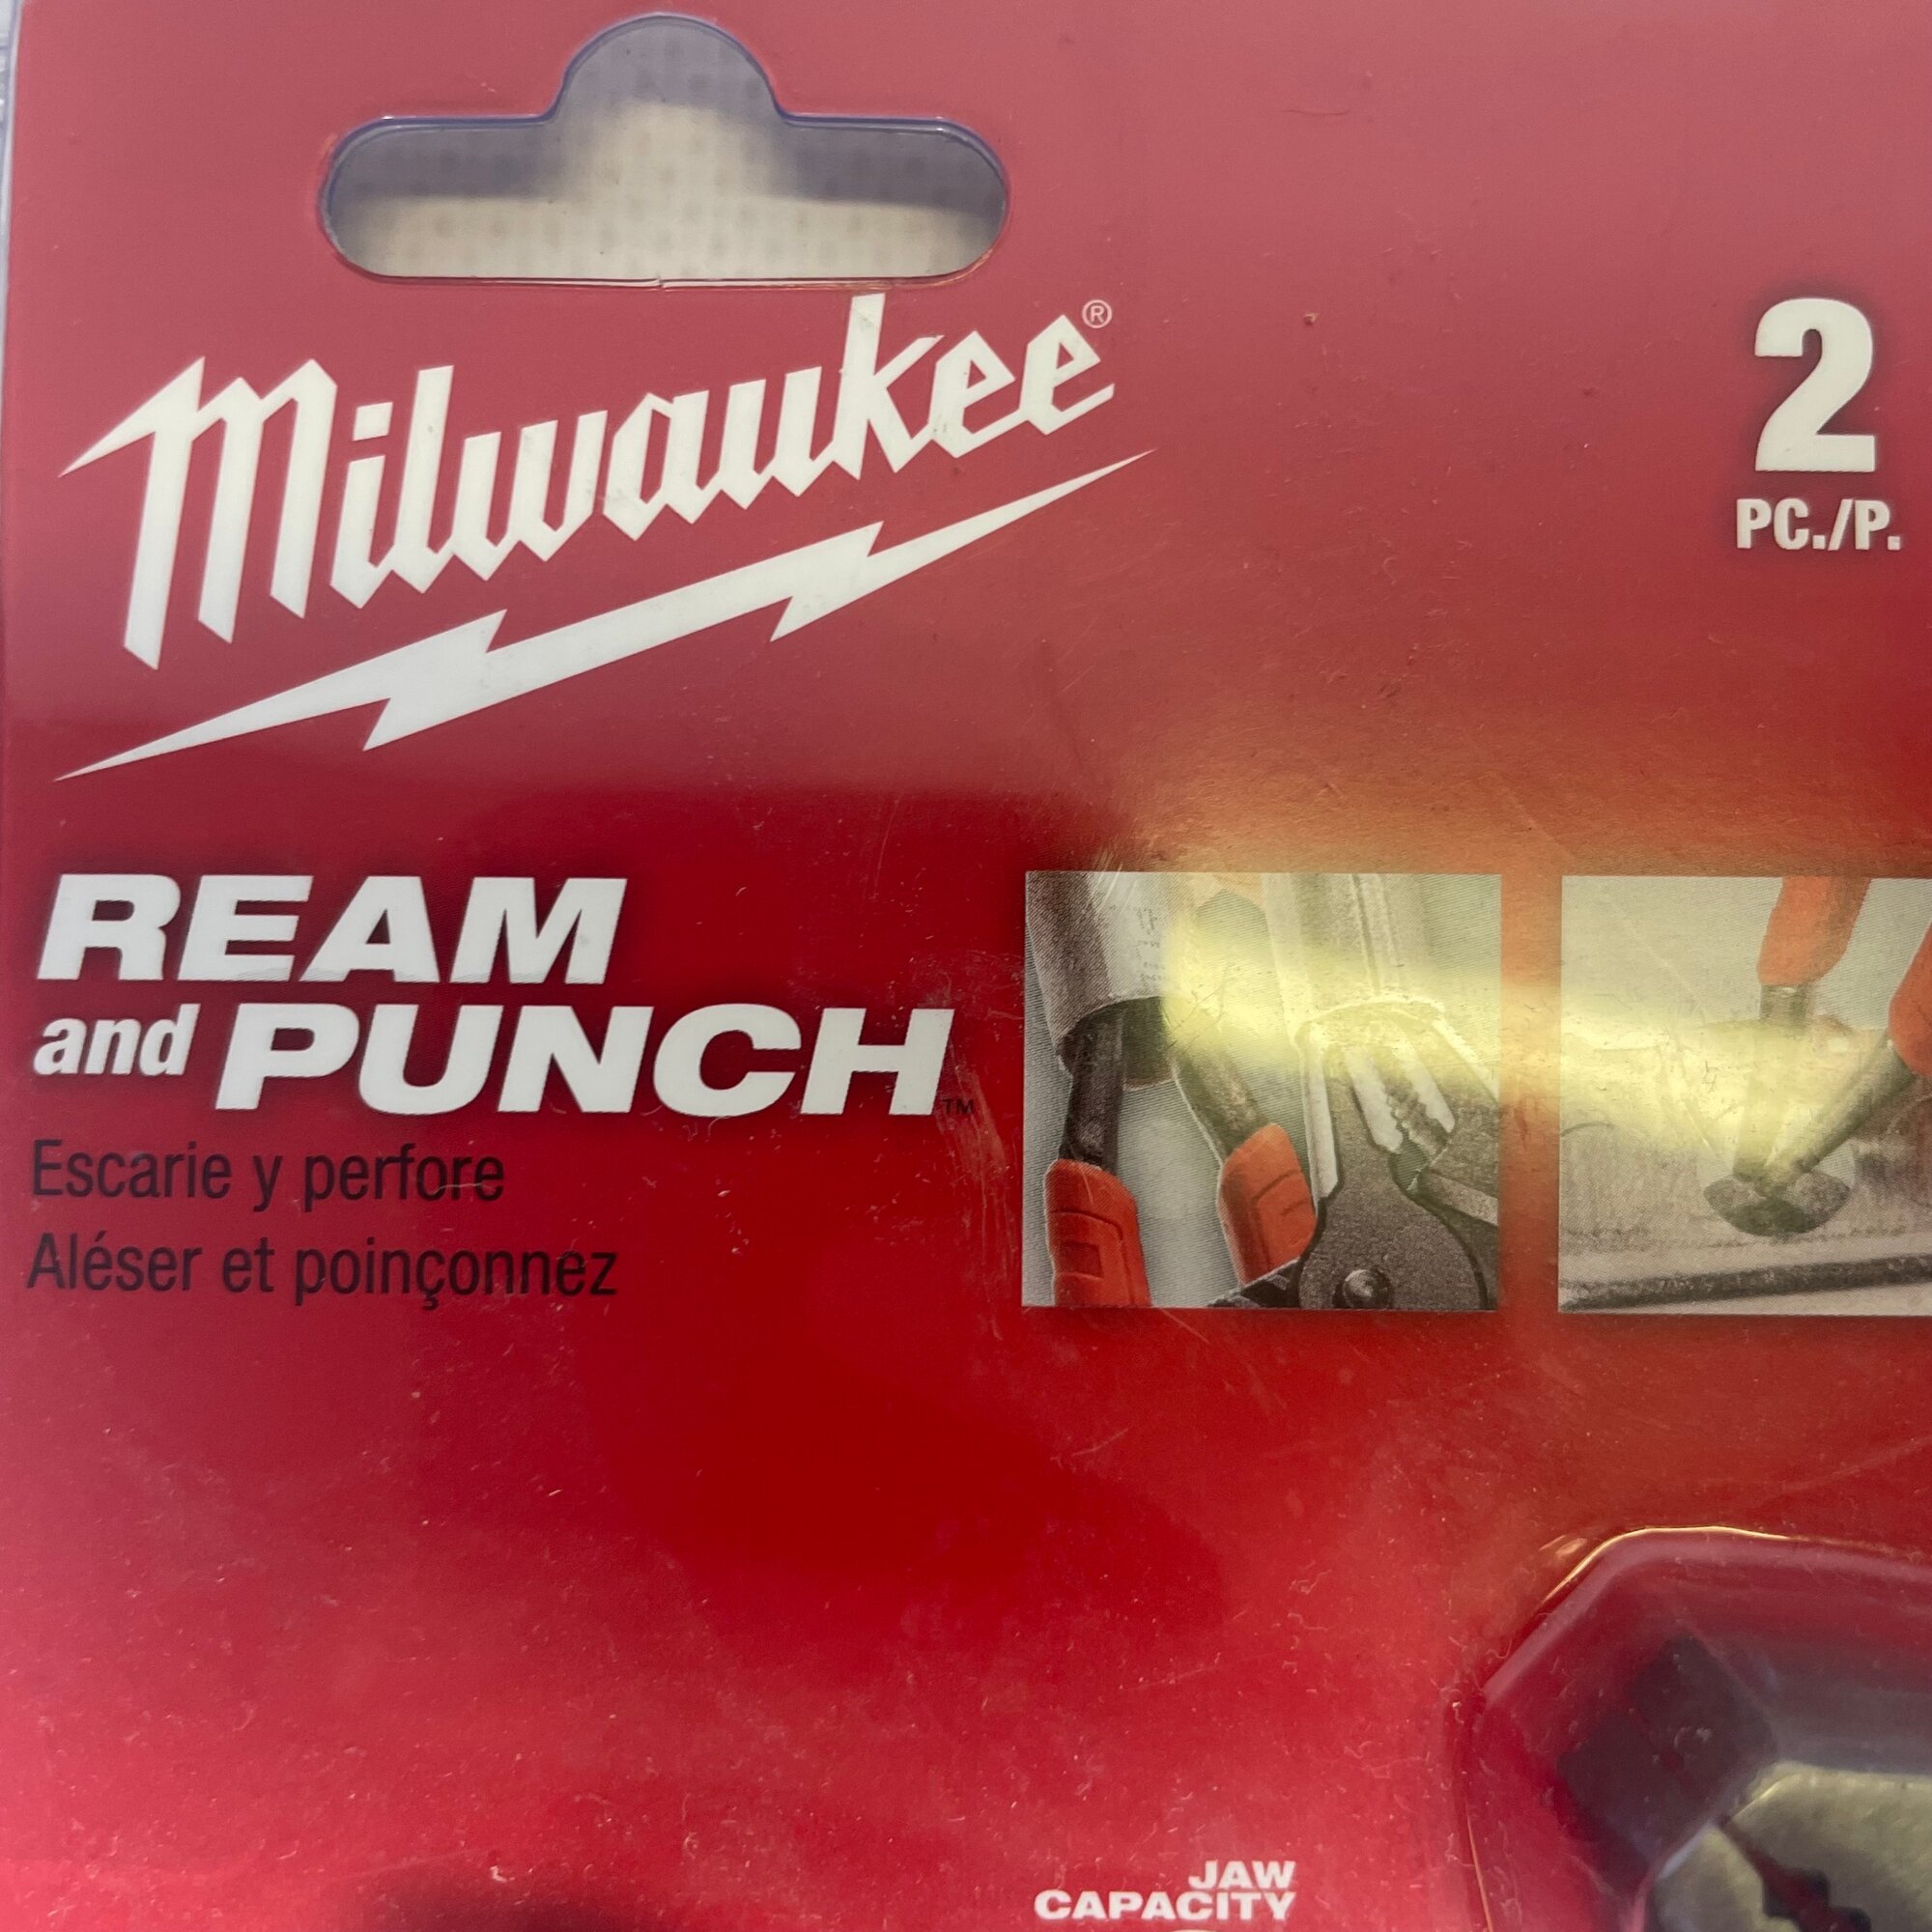 Milwaukee®
2
PC./P.
REAM
and PUNCH™
Escarie y perfore
Aléser et poinçonnez
JAW
CAPACITY